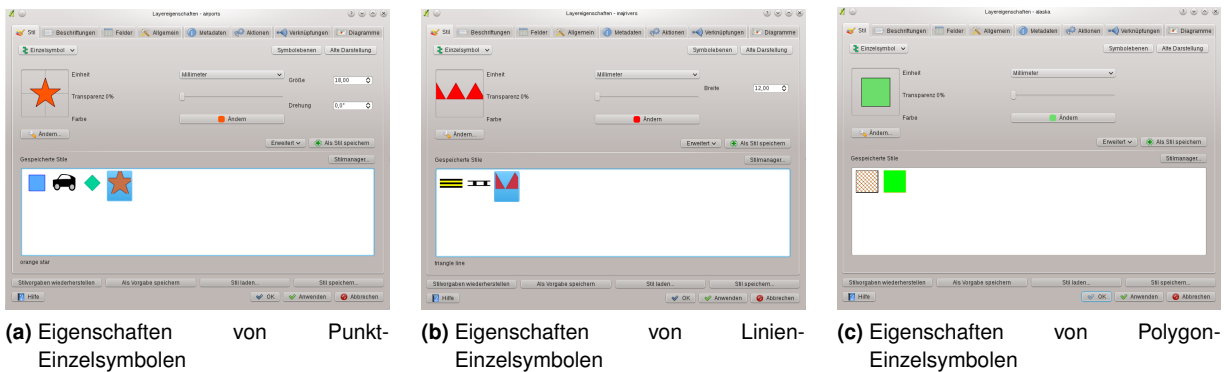 Layereigenschaften - airports
Stil Beschriftungen Felder Allgemein Metadaten Aktionen Verknüpfungen Diagramme
Einzelsymbol Symbolebenen Alte Darstellung
Einheit Millimeter
Größe 18,00
Transparenz 0%
Drehung 0,0°
Farbe Ändern
Ändern...
Erweitert Als Stil speichern
Gespeicherte Stile Stilmanager...
orange star
Stilvorgaben wiederherstellen Als Vorgabe speichern Stil laden... Stil speichern...
Hilfe OK Anwenden Abbrechen
(a) Eigenschaften von Punkt-
Einzelsymbolen
Layereigenschaften - majrivers
Stil Beschriftungen Felder Allgemein Metadaten Aktionen Verknüpfungen Diagramme
Einzelsymbol Symbolebenen Alte Darstellung
Einheit Millimeter
Breite 12,00
Transparenz 0%
Farbe Ändern
Ändern...
Erweitert Als Stil speichern
Gespeicherte Stile Stilmanager...
triangle line
Stilvorgaben wiederherstellen Als Vorgabe speichern Stil laden... Stil speichern...
Hilfe OK Anwenden Abbrechen
(b) Eigenschaften von Linien-
Einzelsymbolen
Layereigenschaften - alaska
Stil Beschriftungen Felder Allgemein Metadaten Aktionen Verknüpfungen Diagramme
Einzelsymbol Symbolebenen Alte Darstellung
Einheit Millimeter
Transparenz 0%
Farbe Ändern
Ändern...
Erweitert Als Stil speichern
Gespeicherte Stile Stilmanager...
Stilvorgaben wiederherstellen Als Vorgabe speichern Stil laden... Stil speichern...
Hilfe OK Anwenden Abbrechen
(c) Eigenschaften von Polygon-
Einzelsymbolen